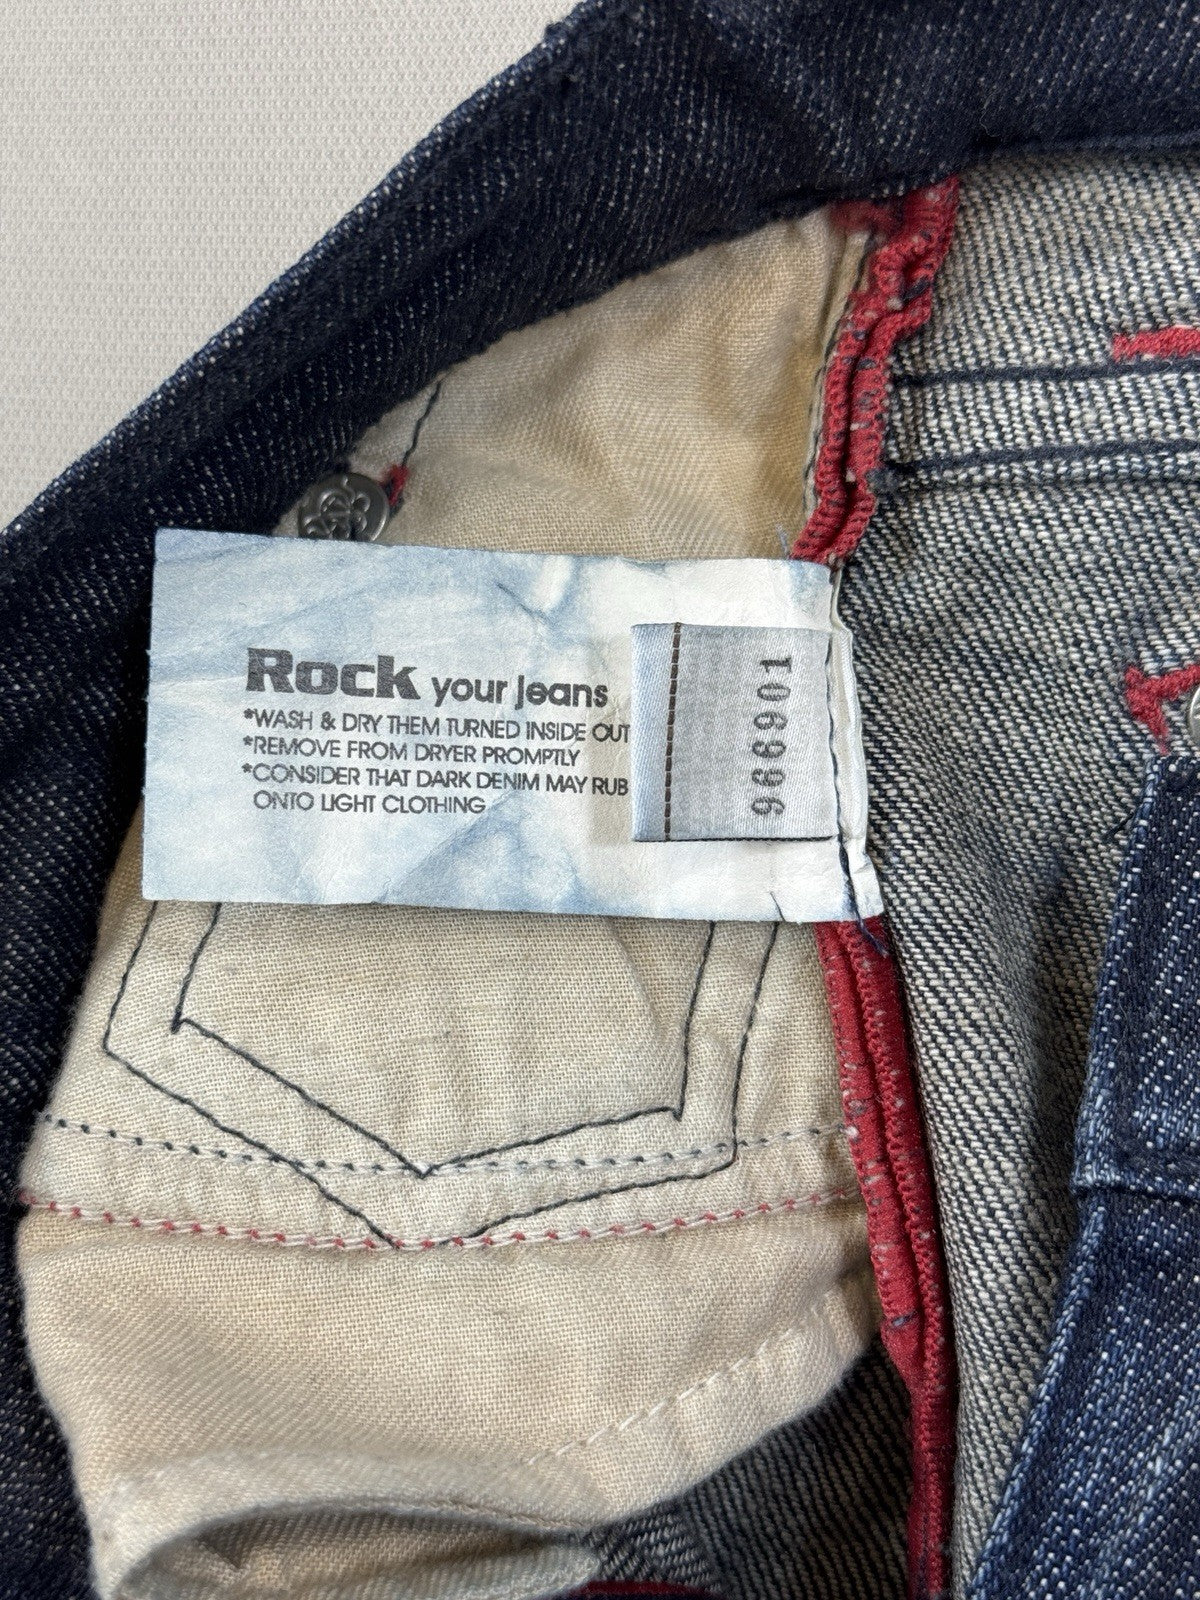 Rock your Jeans
*WASH & DRY THEM TURNED INSIDE OUT
*REMOVE FROM DRYER PROMPTLY
*CONSIDER THAT DARK DENIM MAY RUB
ONTO LIGHT CLOTHING
966901